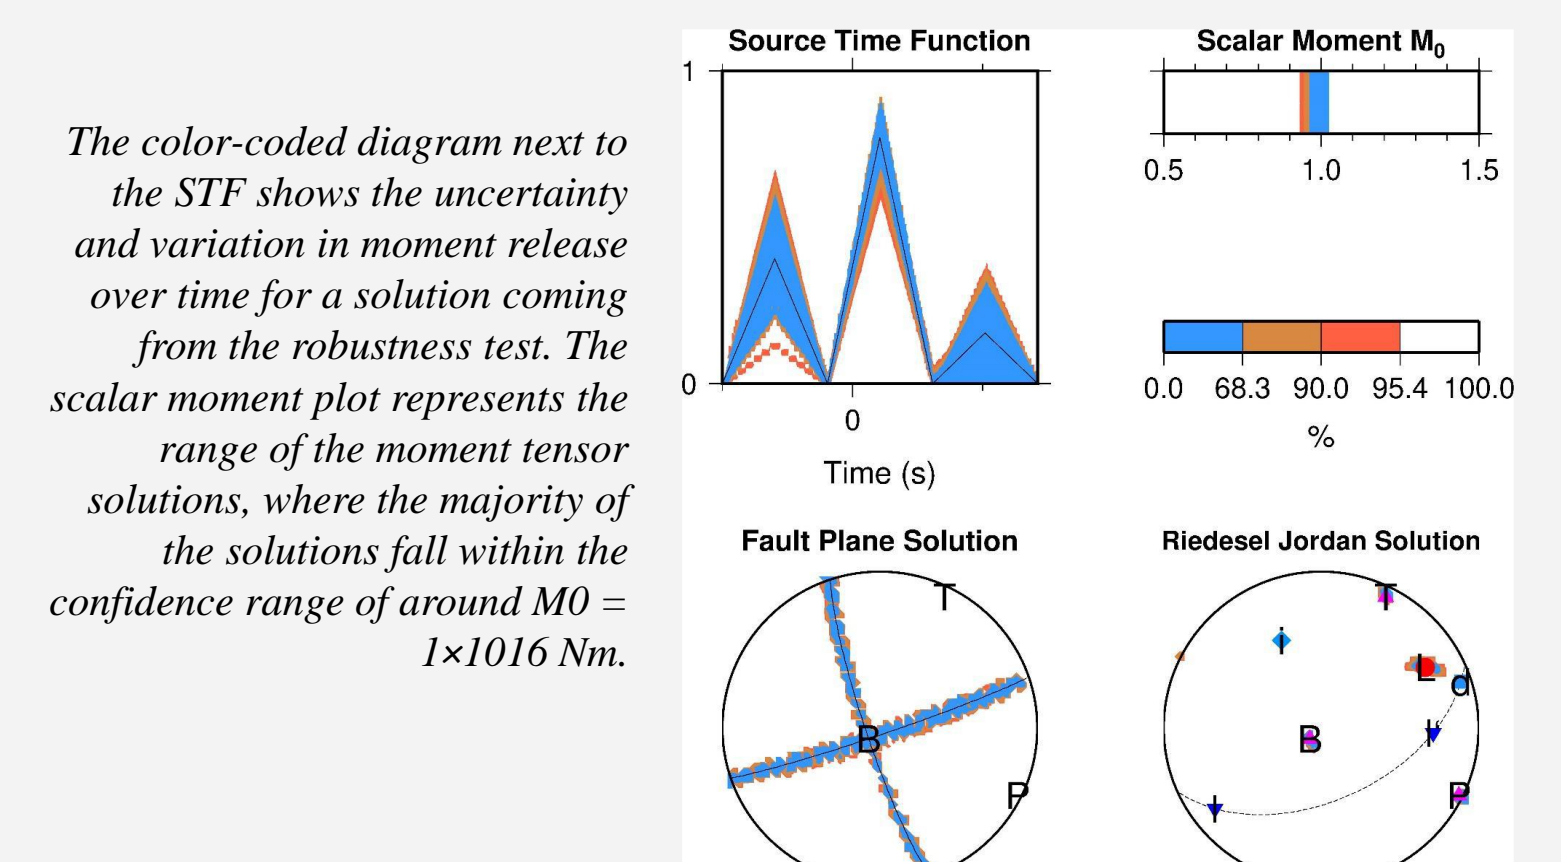 The color-coded diagram next to
the STF shows the uncertainty
and variation in moment release
over time for a solution coming
from the robustness test. The
scalar moment plot represents the
range of the moment tensor
solutions, where the majority of
the solutions fall within the
confidence range of around M0 =
1×1016 Nm.
Source Time Function
1
0
0
Time (s)
Scalar Moment M₀
0.5 1.0 1.5
0.0 68.3 90.0 95.4 100.0
%
Fault Plane Solution
T
B
P
Riedesel Jordan Solution
T
I
L
d
I
B
P
I